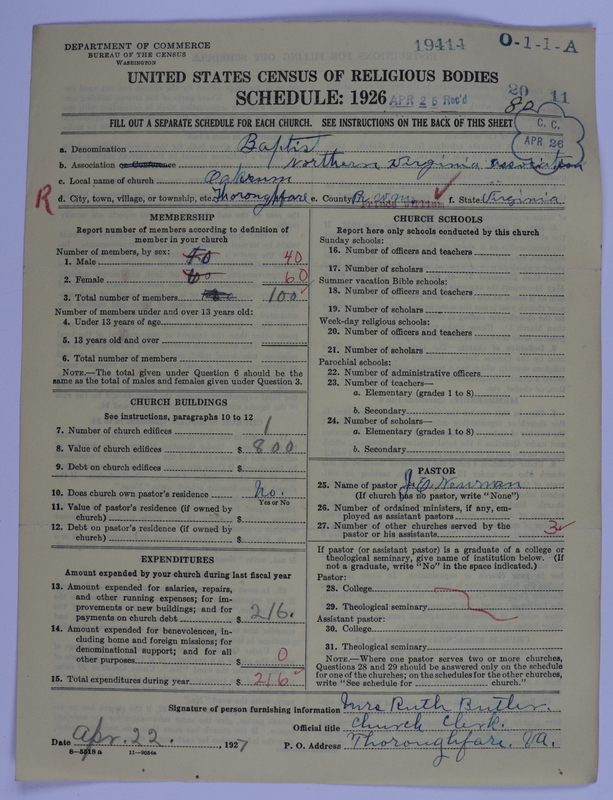 DEPARTMENT OF COMMERCE
BUREAU OF THE CENSUS
WASHINGTON
19411
O-1-1-A
UNITED STATES CENSUS OF RELIGIOUS BODIES
SCHEDULE: 1926
APR 26 Rec'd
80
20 11
FILL OUT A SEPARATE SCHEDULE FOR EACH CHURCH. SEE INSTRUCTIONS ON THE BACK OF THIS SHEET
C. C.
APR 26
a. Denomination Baptist
b. Association or Conference Northern Virginia Association
c. Local name of church Oakrum
R d. City, town, village, or township, etc. Thoroughfare e. County Pr. Wm. Prince William f. State Virginia
MEMBERSHIP
Report number of members according to definition of member in your church
Number of members, by sex:
1. Male 40 40
2. Female 60 60
3. Total number of members 100
Number of members under and over 13 years old:
4. Under 13 years of age
5. 13 years old and over
6. Total number of members
NOTE.—The total given under Question 6 should be the same as the total of males and females given under Question 3.
CHURCH BUILDINGS
See instructions, paragraphs 10 to 12
7. Number of church edifices 1
8. Value of church edifices $ 800
9. Debt on church edifices $
10. Does church own pastor's residence No.
Yes or No
11. Value of pastor's residence (if owned by church) $
12. Debt on pastor's residence (if owned by church) $
EXPENDITURES
Amount expended by your church during last fiscal year
13. Amount expended for salaries, repairs, and other running expenses; for improvements or new buildings; and for payments on church debt $ 216.
14. Amount expended for benevolences, including home and foreign missions; for denominational support; and for all other purposes $ 0
15. Total expenditures during year $ 216
CHURCH SCHOOLS
Report here only schools conducted by this church
Sunday schools:
16. Number of officers and teachers
17. Number of scholars
Summer vacation Bible schools:
18. Number of officers and teachers
19. Number of scholars
Week-day religious schools:
20. Number of officers and teachers
21. Number of scholars
Parochial schools:
22. Number of administrative officers
23. Number of teachers—
a. Elementary (grades 1 to 8)
b. Secondary
24. Number of scholars—
a. Elementary (grades 1 to 8)
b. Secondary
PASTOR
25. Name of pastor Newman
(If church has no pastor, write "None")
26. Number of ordained ministers, if any, employed as assistant pastors
27. Number of other churches served by the pastor or his assistants 3
If pastor (or assistant pastor) is a graduate of a college or theological seminary, give name of institution below. (If not a graduate, write "No" in the space indicated.)
Pastor:
28. College
29. Theological seminary
Assistant pastor:
30. College
31. Theological seminary
NOTE.—Where one pastor serves two or more churches, Questions 28 and 29 should be answered only on the schedule for one of the churches; on the schedules for the other churches, write "See schedule for church."
Signature of person furnishing information Mrs Ruth Butler.
Official title Church Clerk.
Date Apr. 22. , 1927 P. O. Address Thoroughfare. VA.
8-5518 a